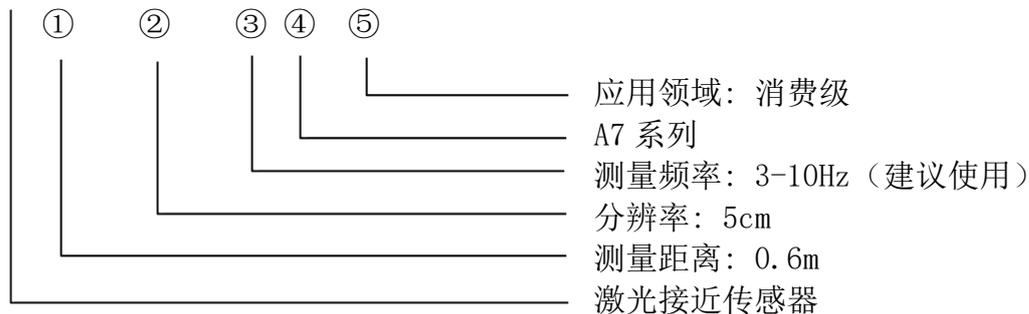 ① ② ③ ④ ⑤
应用领域: 消费级
A7 系列
测量频率: 3-10Hz（建议使用）
分辨率: 5cm
测量距离: 0.6m
激光接近传感器